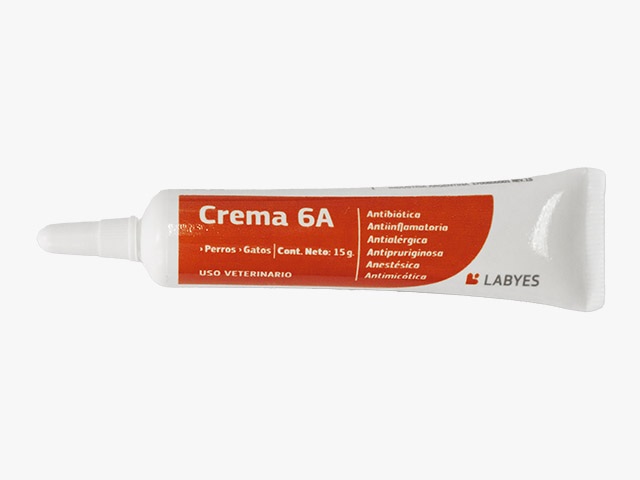 Crema 6A
› Perros › Gatos | Cont. Neto: 15 g.
USO VETERINARIO
Antibiótica
Antiinflamatoria
Antialérgica
Antipruriginosa
Anestésica
Antimicótica
LABYES